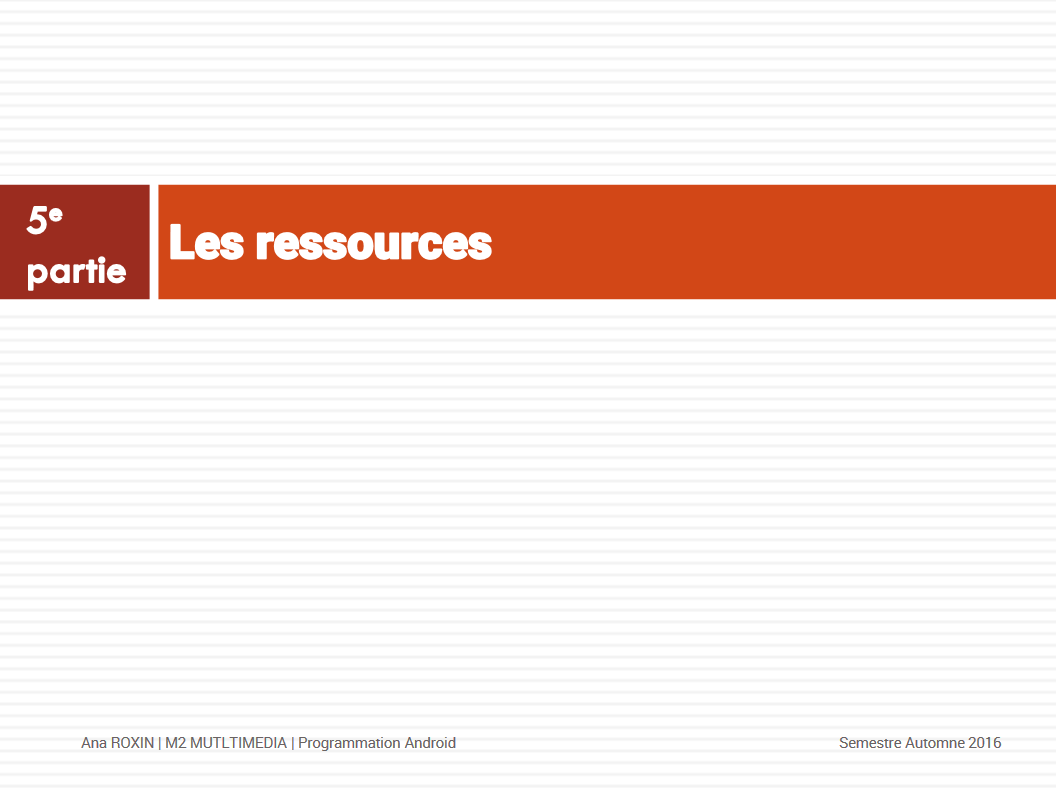 5e
partie
Les ressources
Ana ROXIN | M2 MUTLTIMEDIA | Programmation Android
Semestre Automne 2016